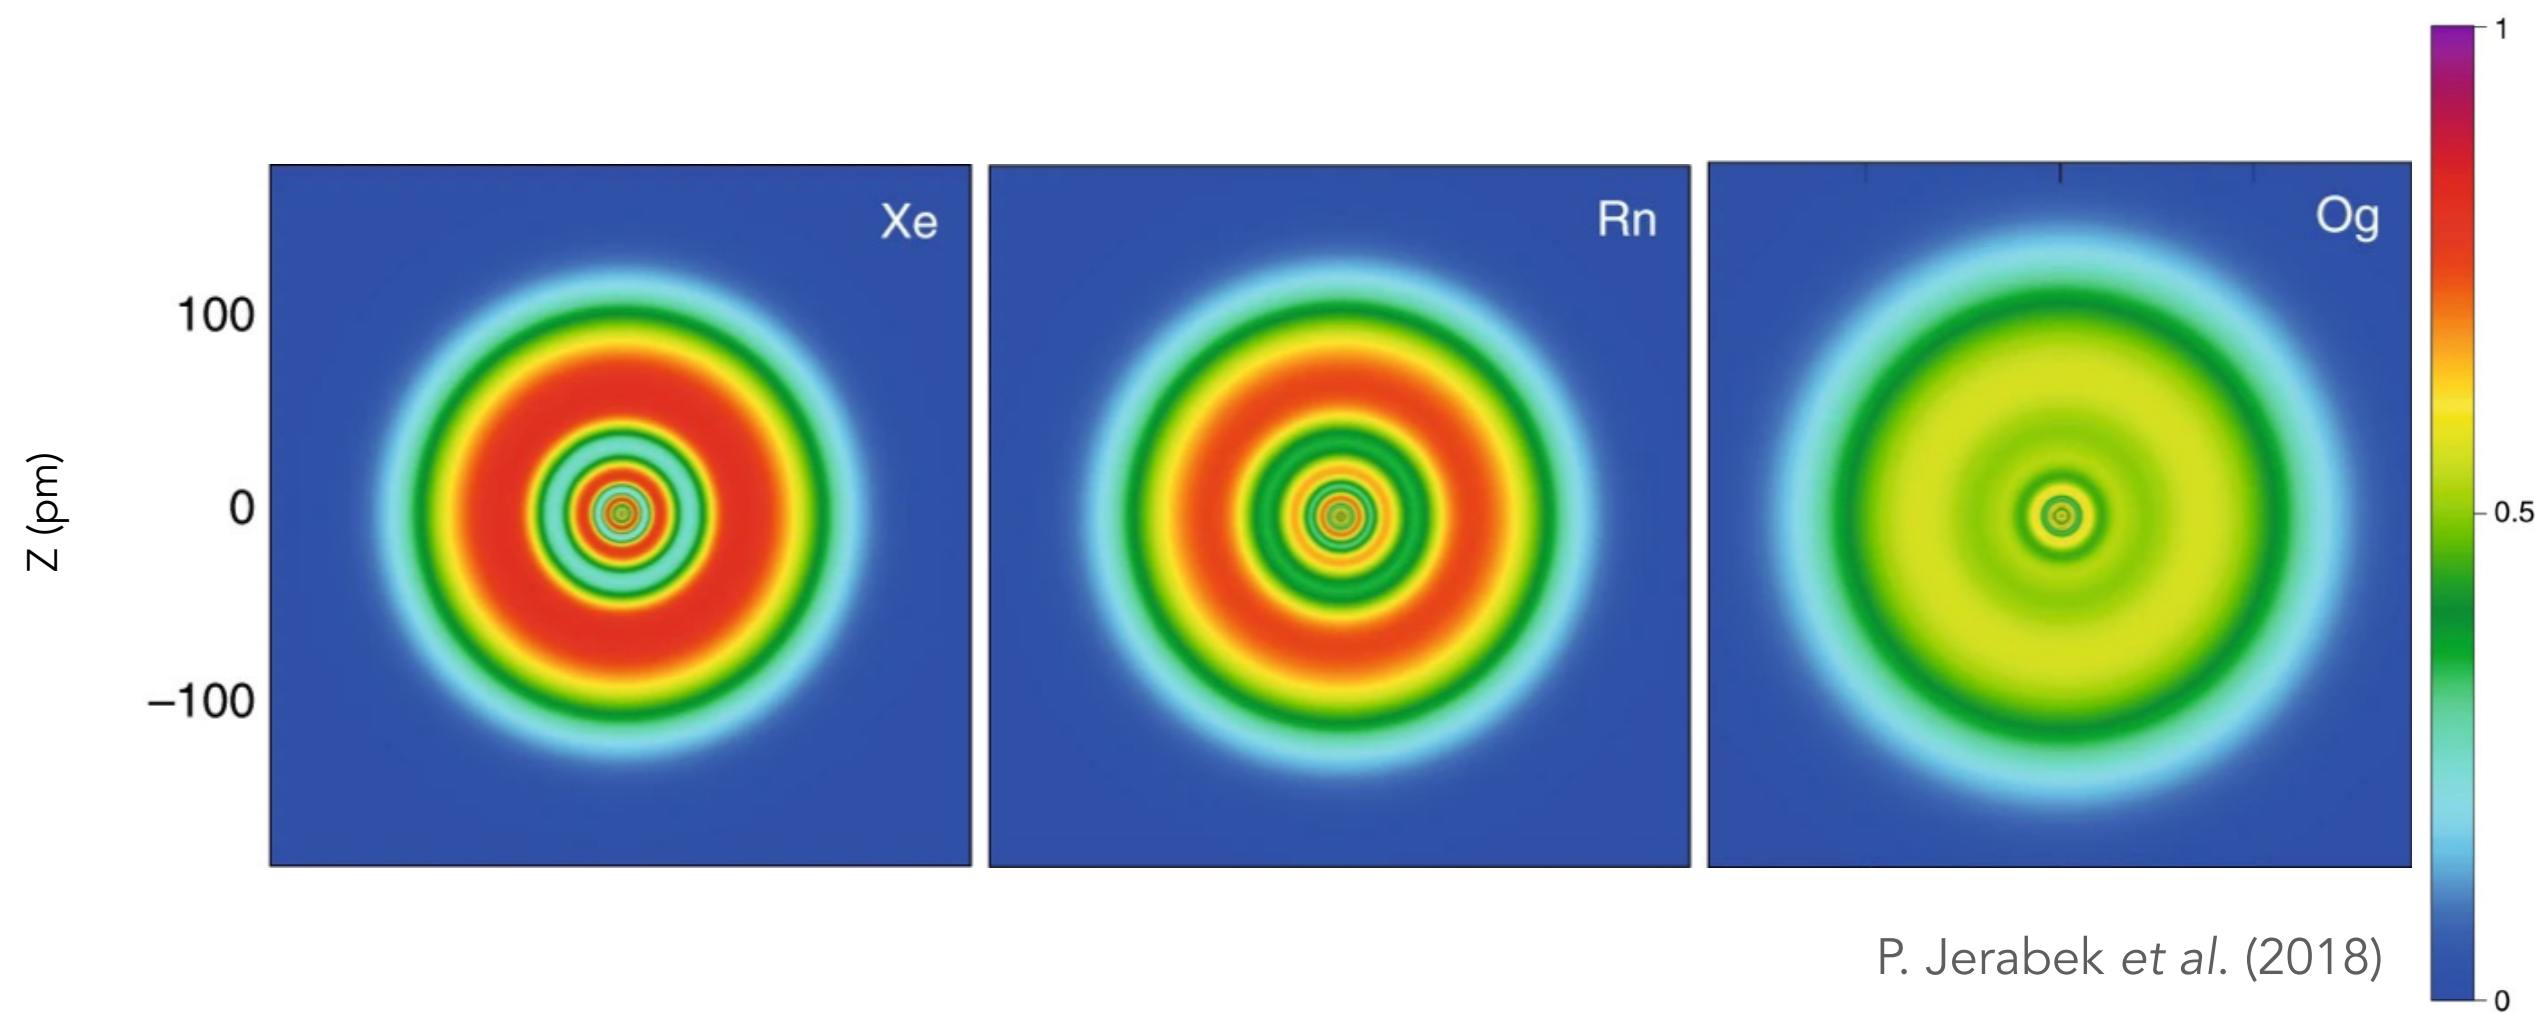 1
Xe
Rn
Og
100
0
−100
Z (pm)
0.5
P. Jerabek et al. (2018)
0